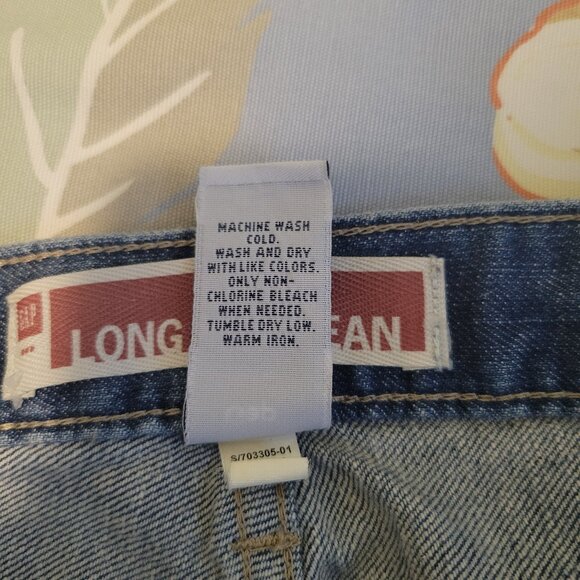 MACHINE WASH
COLD.
WASH AND DRY
WITH LIKE COLORS.
ONLY NON-
CHLORINE BLEACH
WHEN NEEDED.
TUMBLE DRY LOW.
WARM IRON.
GAP
LONG EAN
S/703305-01